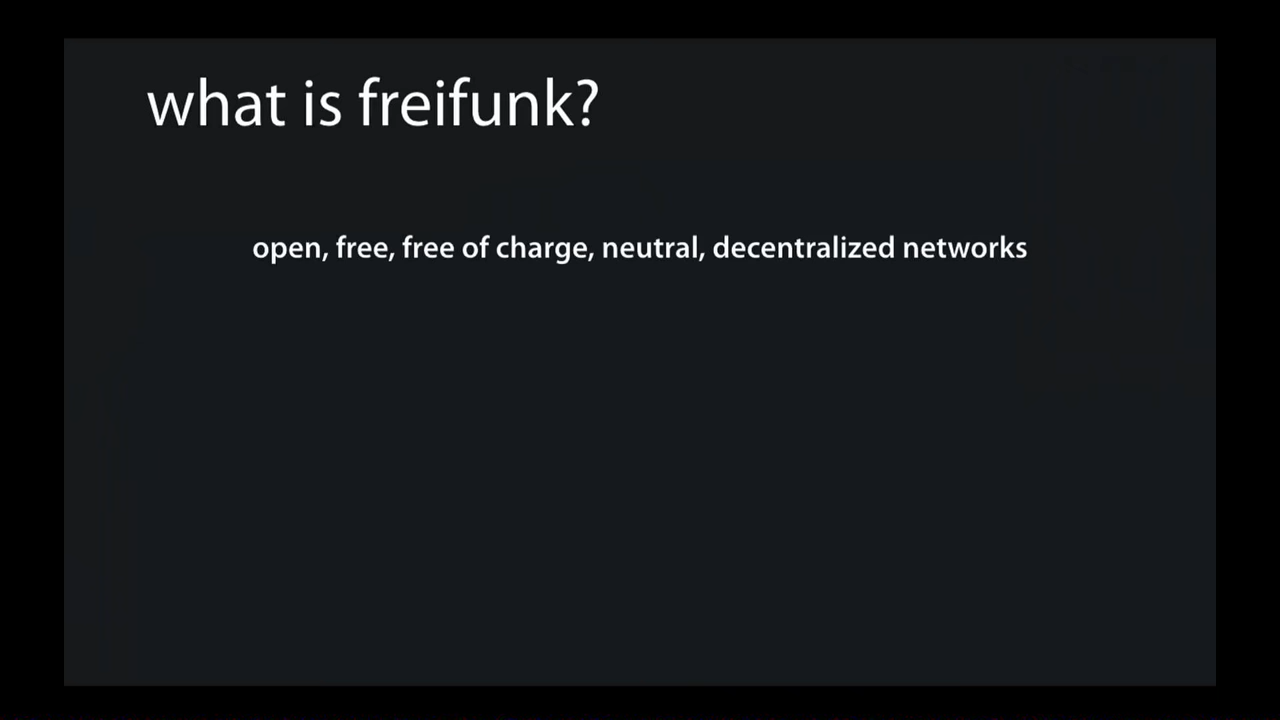 what is freifunk?
open, free, free of charge, neutral, decentralized networks